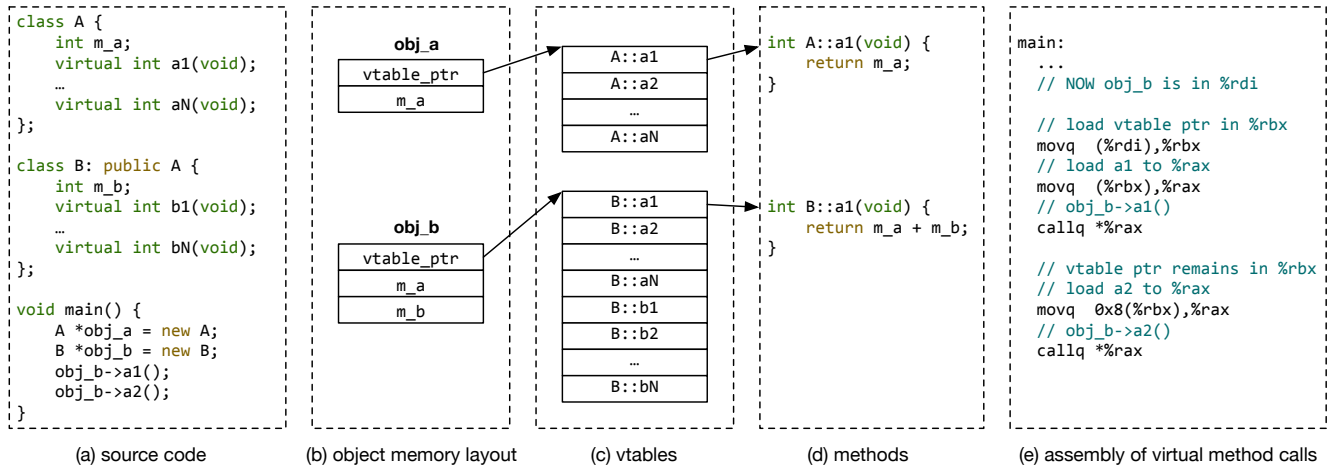 class A {
int m_a;
virtual int a1(void);
…
virtual int aN(void);
};
class B: public A {
int m_b;
virtual int b1(void);
…
virtual int bN(void);
};
void main() {
A *obj_a = new A;
B *obj_b = new B;
obj_b->a1();
obj_b->a2();
}
(a) source code
obj_a
vtable_ptr
m_a
obj_b
vtable_ptr
m_a
m_b
(b) object memory layout
A::a1
A::a2
…
A::aN
B::a1
B::a2
…
B::aN
B::b1
B::b2
…
B::bN
(c) vtables
int A::a1(void) {
return m_a;
}
int B::a1(void) {
return m_a + m_b;
}
(d) methods
main:
...
// NOW obj_b is in %rdi
// load vtable ptr in %rbx
movq (%rdi),%rbx
// load a1 to %rax
movq (%rbx),%rax
// obj_b->a1()
callq *%rax
// vtable ptr remains in %rbx
// load a2 to %rax
movq 0x8(%rbx),%rax
// obj_b->a2()
callq *%rax
(e) assembly of virtual method calls